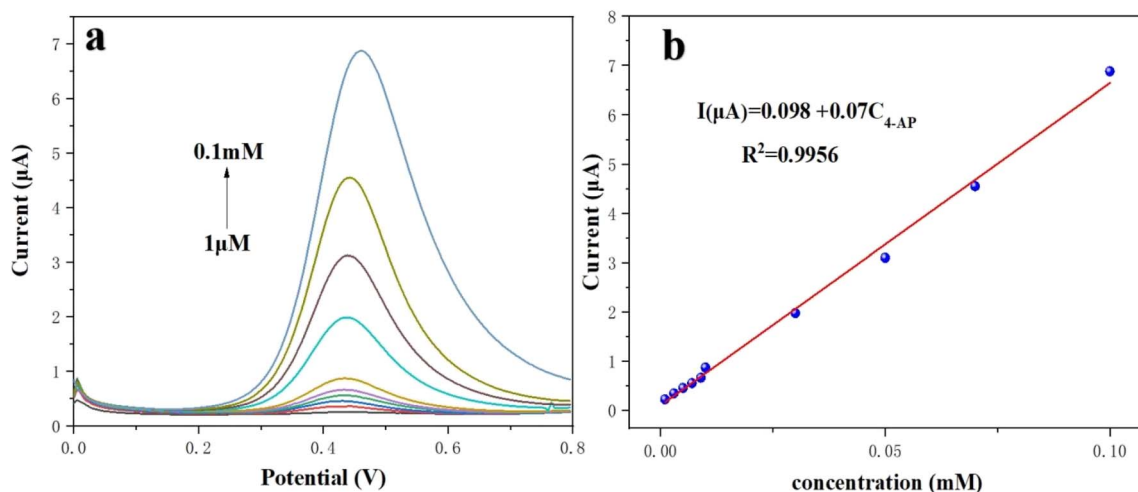 a
7
6
5
4
3
2
1
0
Current (μA)
0.1mM
1μM
0.0
0.2
0.4
0.6
0.8
Potential (V)
b
8
7
6
5
4
3
2
1
0
Current (μA)
I(μA)=0.098 +0.07C4-AP
R²=0.9956
0.00
0.05
0.10
concentration (mM)